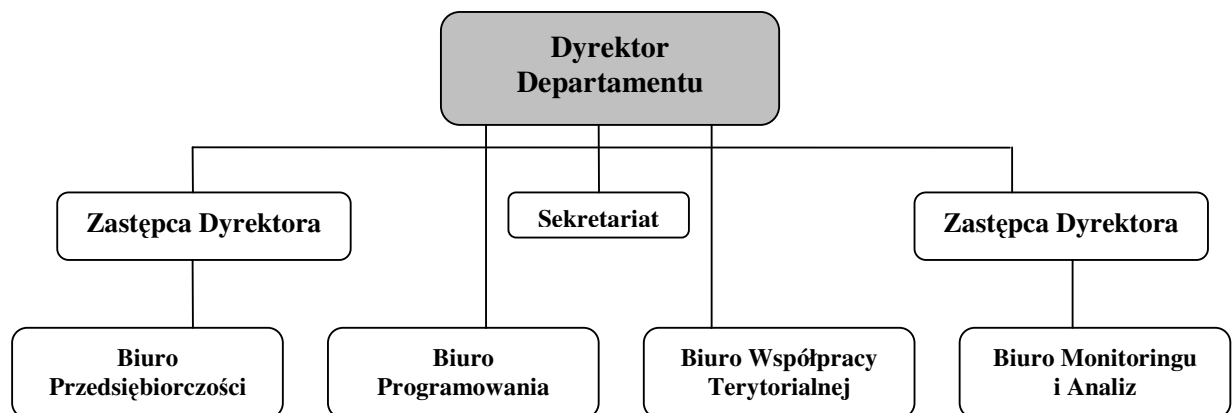 Dyrektor
Departamentu
Zastępca Dyrektora
Sekretariat
Zastępca Dyrektora
Biuro
Przedsiębiorczości
Biuro
Programowania
Biuro Współpracy
Terytorialnej
Biuro Monitoringu
i Analiz